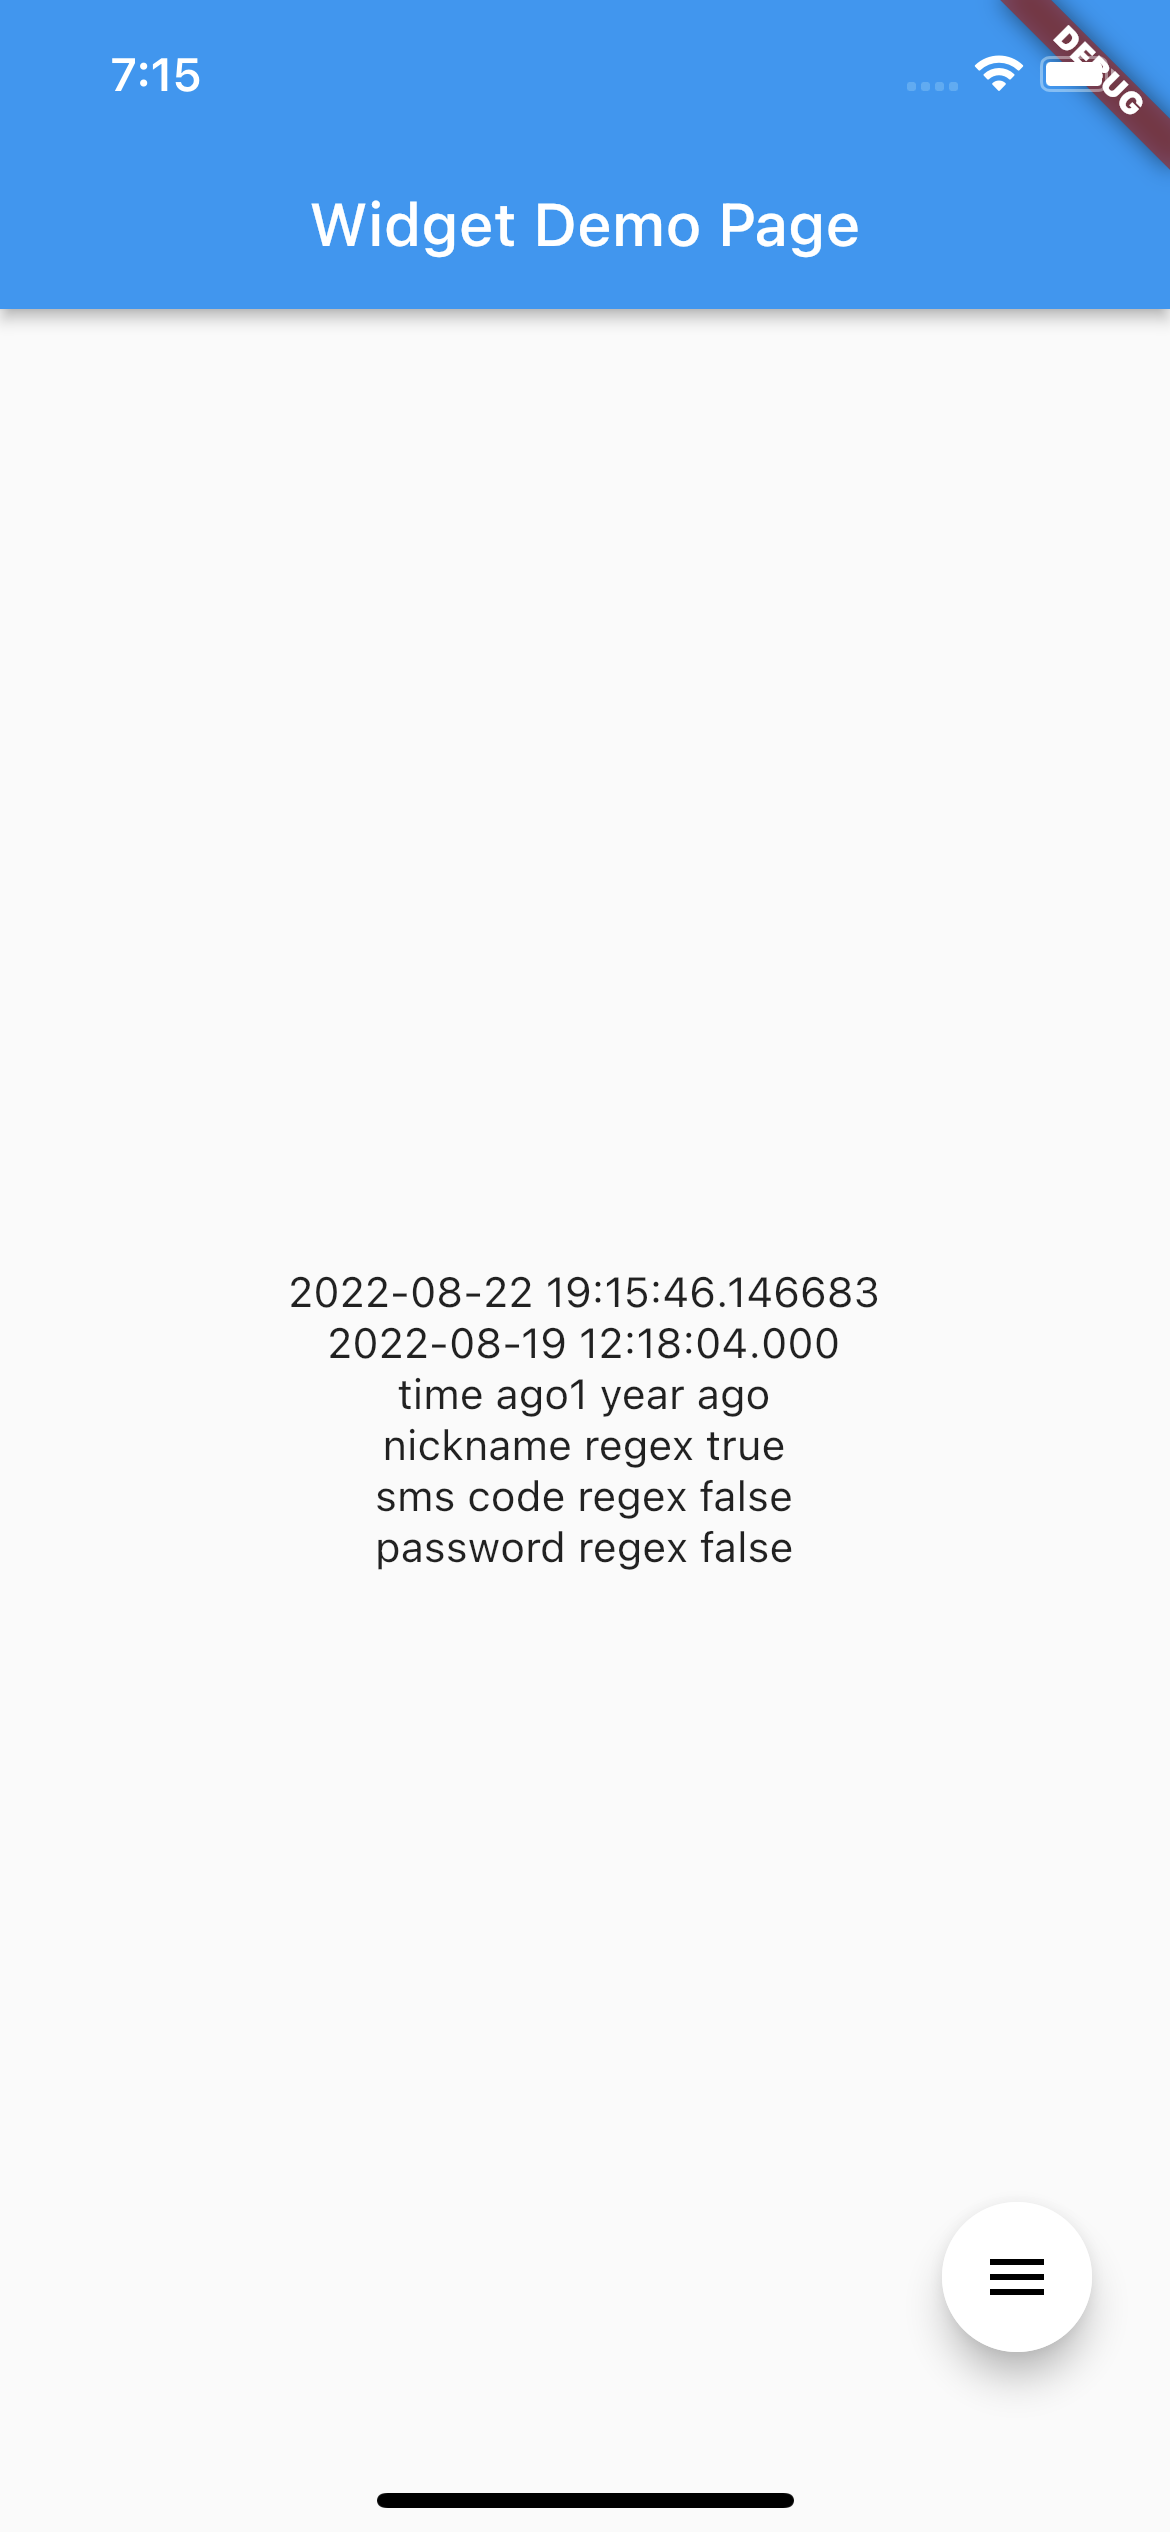 7:15
DEBUG
Widget Demo Page
2022-08-22 19:15:46.146683
2022-08-19 12:18:04.000
time ago1 year ago
nickname regex true
sms code regex false
password regex false